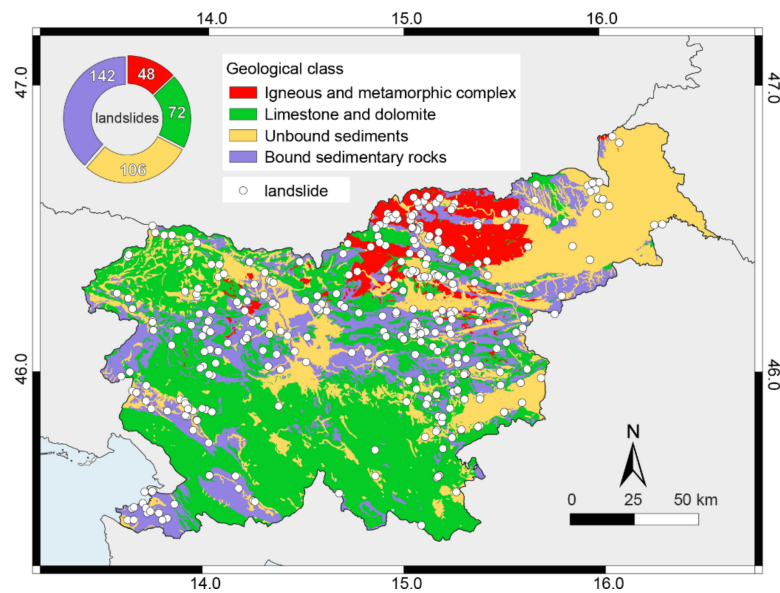 14.0 15.0 16.0
47.0 47.0
142 48
landslides 72
106
Geological class
Igneous and metamorphic complex
Limestone and dolomite
Unbound sediments
Bound sedimentary rocks
landslide
46.0 46.0
N
0 25 50 km
14.0 15.0 16.0